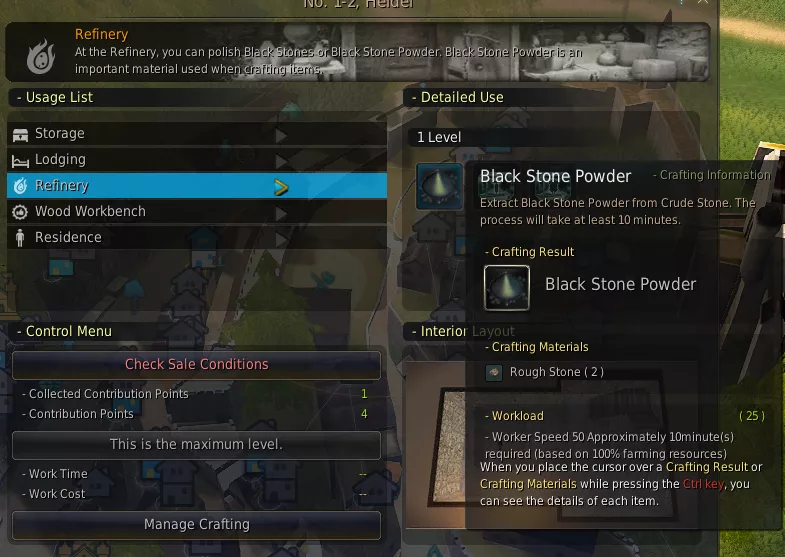 No. 1-2, Heidel
Refinery
At the Refinery, you can polish Black Stones or Black Stone Powder. Black Stone Powder is an
important material used when crafting items.
- Usage List
Storage
Lodging
Refinery
Wood Workbench
Residence
- Control Menu
Check Sale Conditions
- Collected Contribution Points 1
- Contribution Points 4
This is the maximum level.
- Work Time --
- Work Cost --
Manage Crafting
- Detailed Use
1 Level
Black Stone Powder - Crafting Information
Extract Black Stone Powder from Crude Stone. The
process will take at least 10 minutes.
- Crafting Result
Black Stone Powder
- Interior Layout
- Crafting Materials
Rough Stone ( 2 )
- Workload ( 25 )
- Worker Speed 50 Approximately 10minute(s)
required (based on 100% farming resources)
When you place the cursor over a Crafting Result or
Crafting Materials while pressing the Ctrl key, you
can see the details of each item.